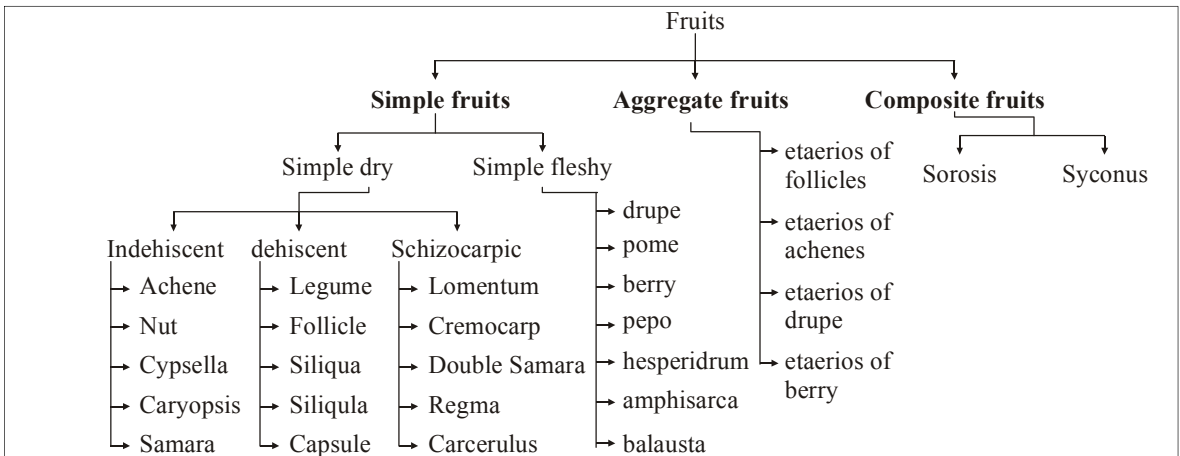 Fruits
Simple fruits
Aggregate fruits
Composite fruits
Simple dry
Simple fleshy
Indehiscent
Achene
Nut
Cypsella
Caryopsis
Samara
dehiscent
Legume
Follicle
Siliqua
Siliqula
Capsule
Schizocarpic
Lomentum
Cremocarp
Double Samara
Regma
Carcerulus
drupe
pome
berry
pepo
hesperidrum
amphisarca
balausta
etaerios of
follicles
etaerios of
achenes
etaerios of
drupe
etaerios of
berry
Sorosis
Syconus